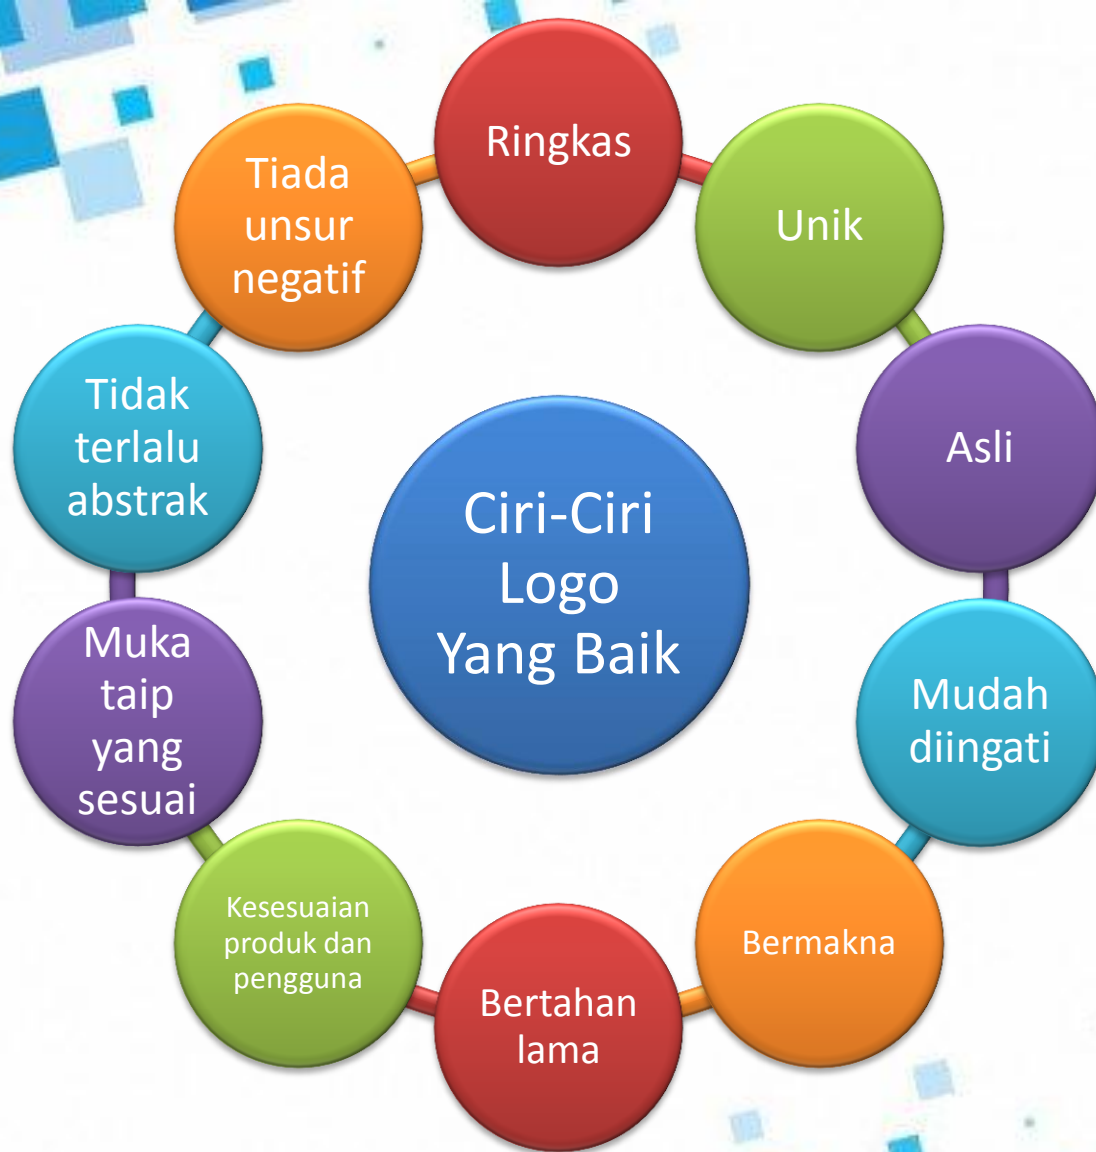 Ringkas
Unik
Asli
Mudah
diingati
Bermakna
Bertahan
lama
Kesesuaian
produk dan
pengguna
Muka
taip
yang
sesuai
Tidak
terlalu
abstrak
Tiada
unsur
negatif
Ciri-Ciri
Logo
Yang Baik